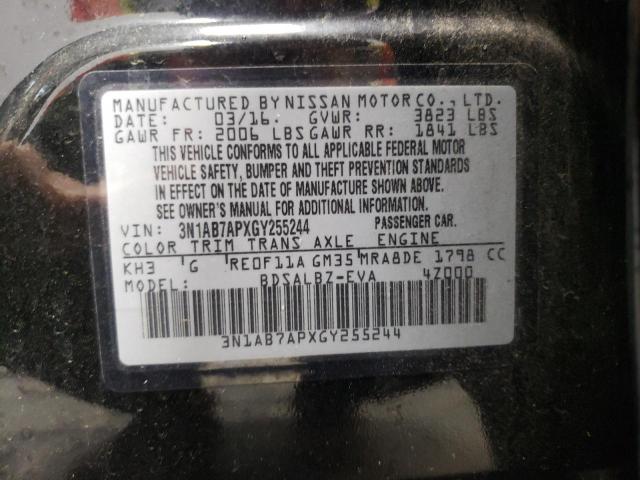 MANUFACTURED BY NISSAN MOTOR CO., LTD.
DATE: 03/16 GVWR: 3823 LBS
GAWR FR: 2006 LBS GAWR RR: 1841 LBS
THIS VEHICLE CONFORMS TO ALL APPLICABLE FEDERAL MOTOR
VEHICLE SAFETY, BUMPER AND THEFT PREVENTION STANDARDS
IN EFFECT ON THE DATE OF MANUFACTURE SHOWN ABOVE.
SEE OWNER'S MANUAL FOR ADDITIONAL INFORMATION.
VIN: 3N1AB7APXGY255244 PASSENGER CAR.
COLOR TRIM TRANS AXLE ENGINE
KH3 G RE0F11A GM35 MRA8DE 1798 CC
MODEL: BDSALBZ-EVA 4Z000
3N1AB7APXGY255244